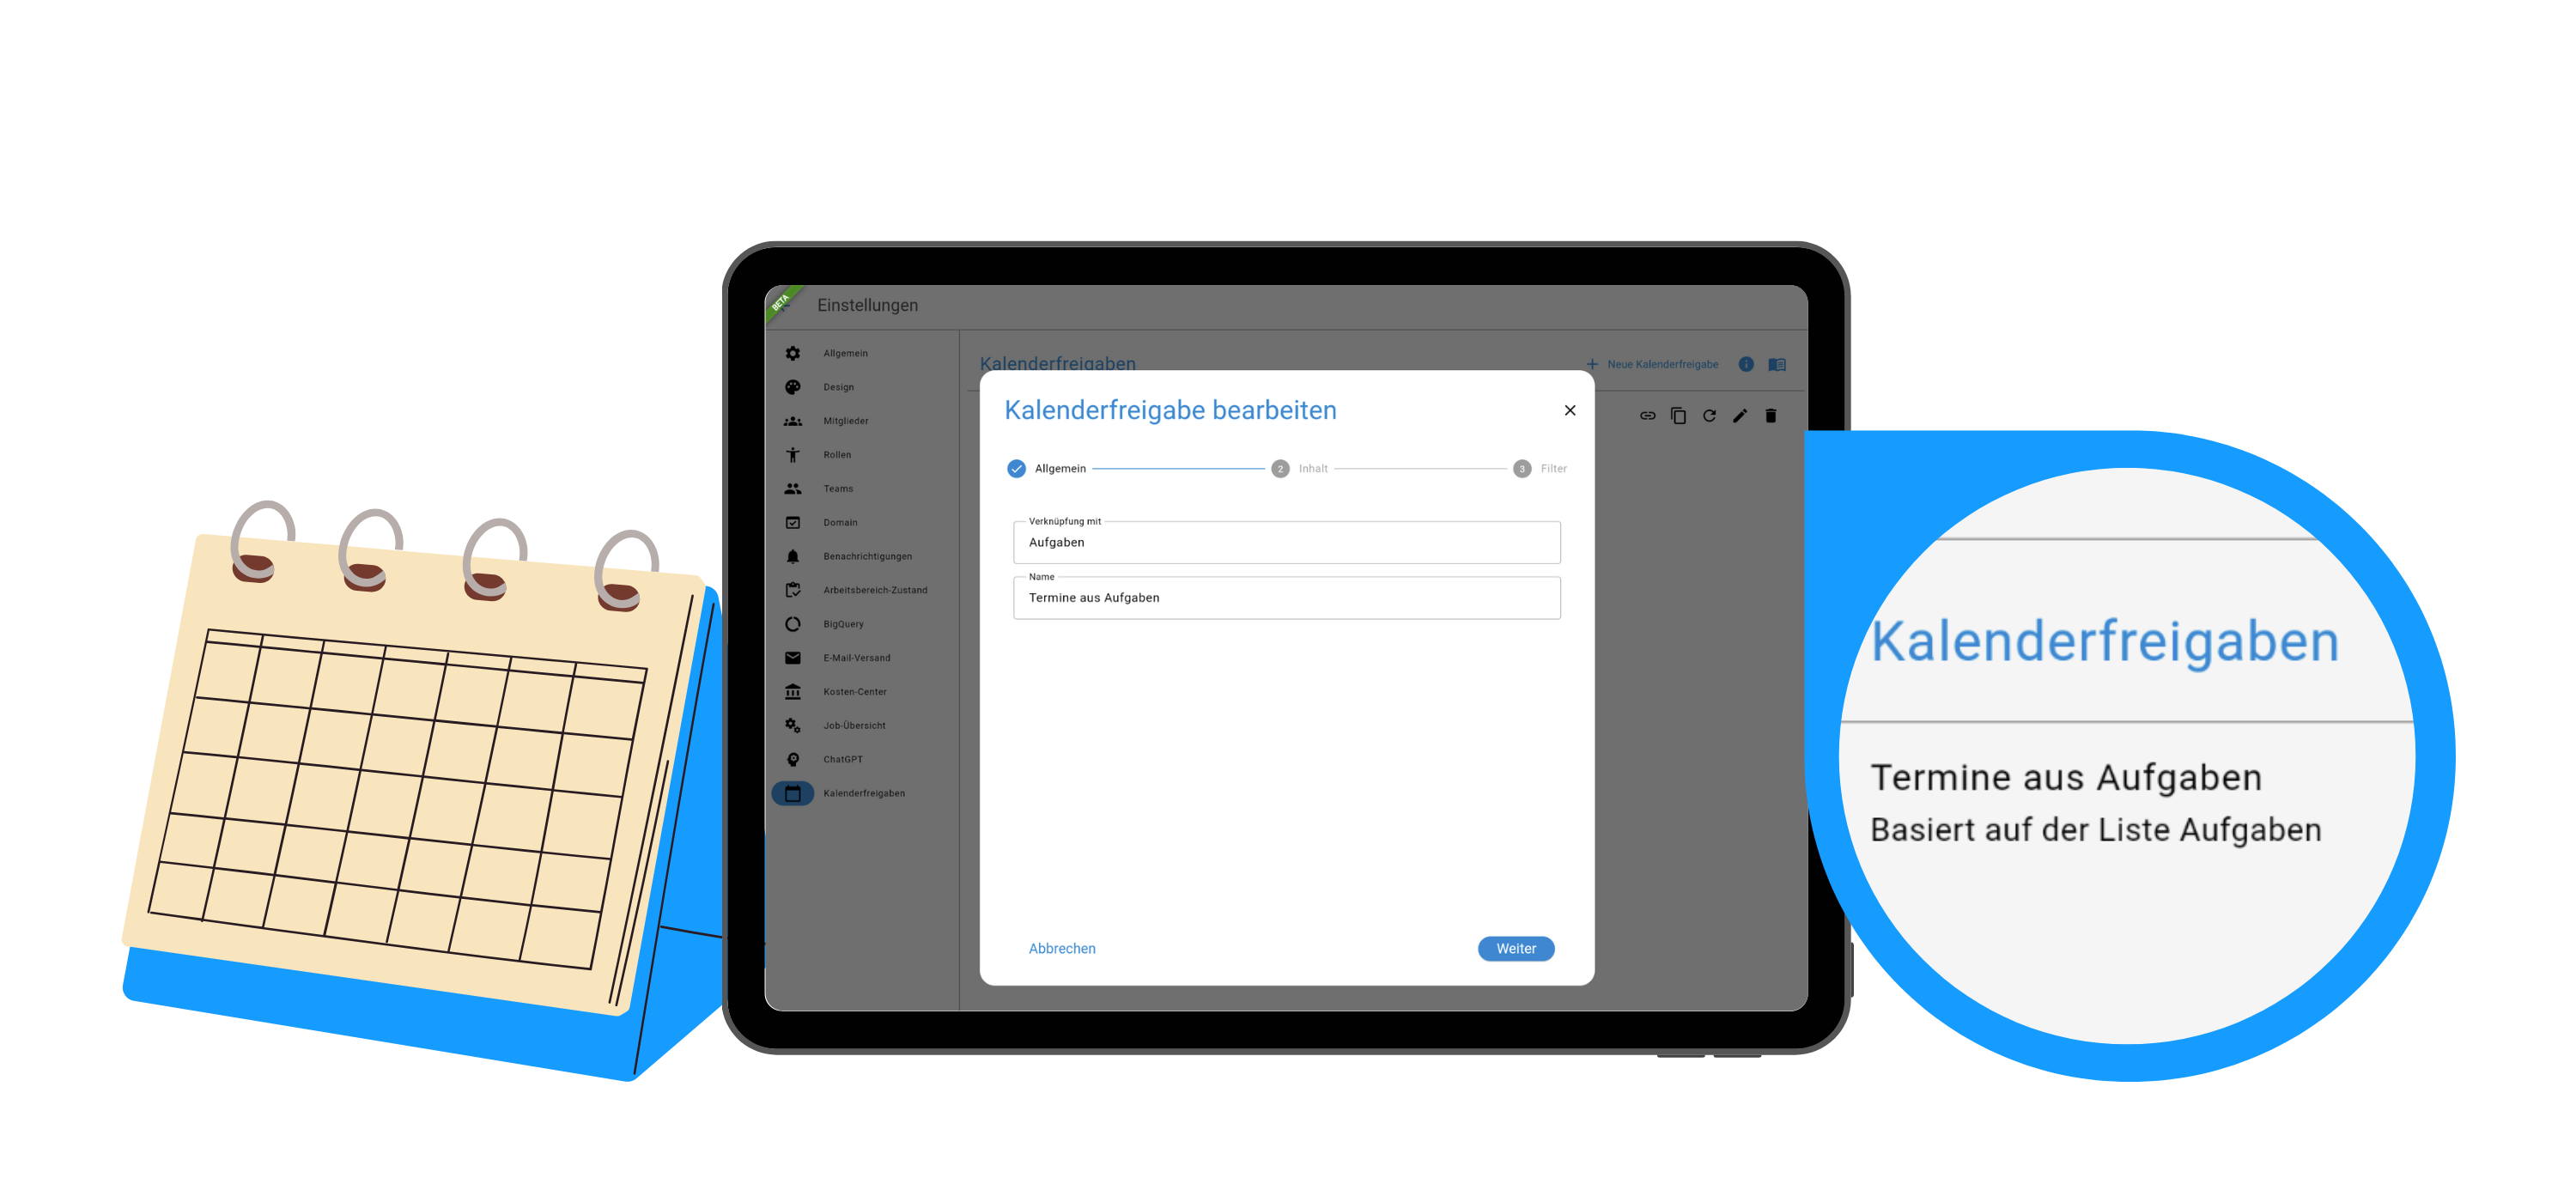 BETA
Einstellungen
Allgemein
Design
Mitglieder
Rollen
Teams
Domain
Benachrichtigungen
Arbeitsbereich-Zustand
BigQuery
E-Mail-Versand
Kosten-Center
Job-Übersicht
ChatGPT
Kalenderfreigaben
Kalenderfreigaben
Neue Kalenderfreigabe
Kalenderfreigabe bearbeiten
Allgemein 2 Inhalt 3 Filter
Verknüpfung mit
Aufgaben
Name
Termine aus Aufgaben
Abbrechen Weiter
Kalenderfreigaben
Termine aus Aufgaben
Basiert auf der Liste Aufgaben